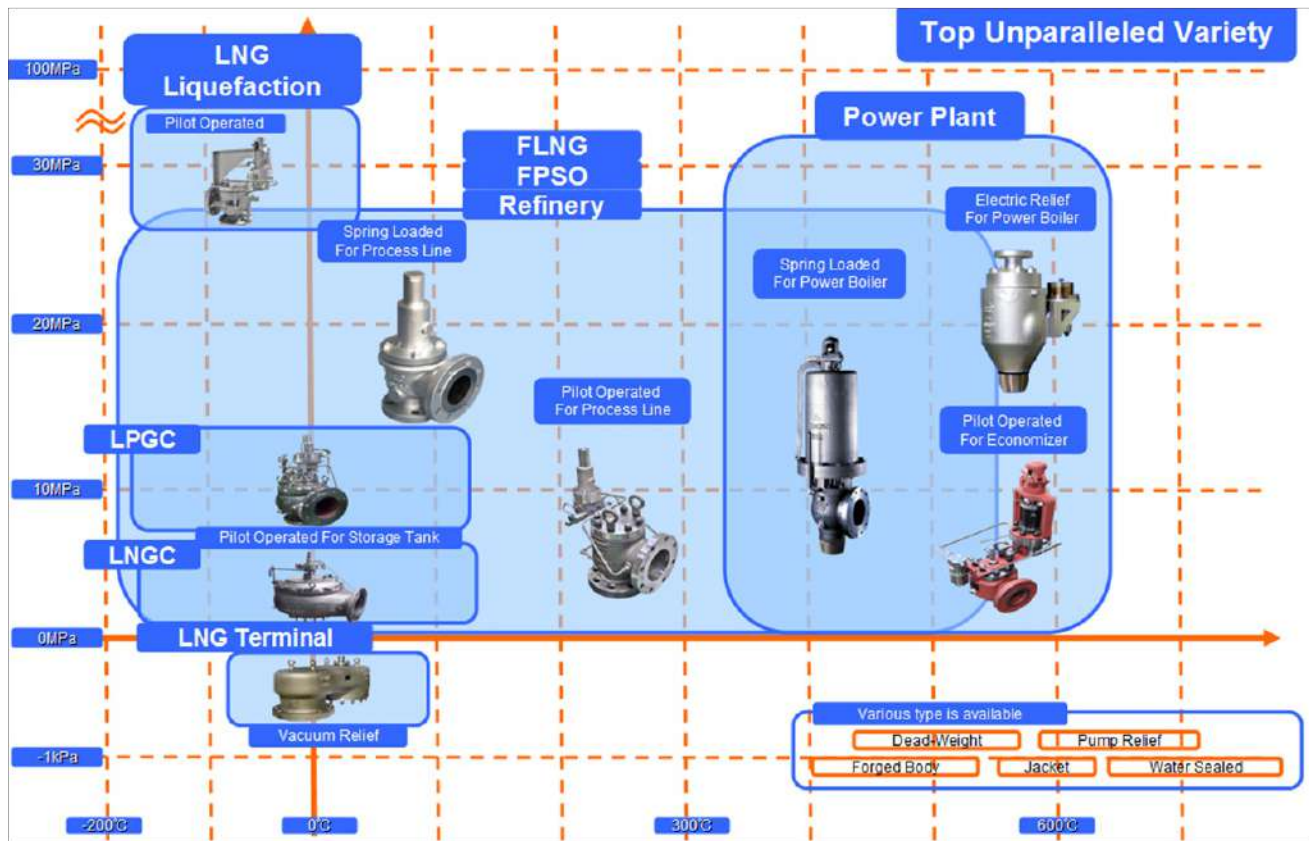 Top Unparalleled Variety
100MPa
LNG
Liquefaction
Pilot Operated
Power Plant
FLNG
FPSO
Refinery
30MPa
Electric Relief
For Power Boiler
Spring Loaded
For Process Line
Spring Loaded
For Power Boiler
20MPa
Pilot Operated
For Process Line
Pilot Operated
For Economizer
LPGC
10MPa
Pilot Operated For Storage Tank
LNGC
0MPa
LNG Terminal
Vacuum Relief
Various type is available
Dead-Weight
Pump Relief
-1kPa
Forged Body
Jacket
Water Sealed
-200℃
0℃
300℃
600℃